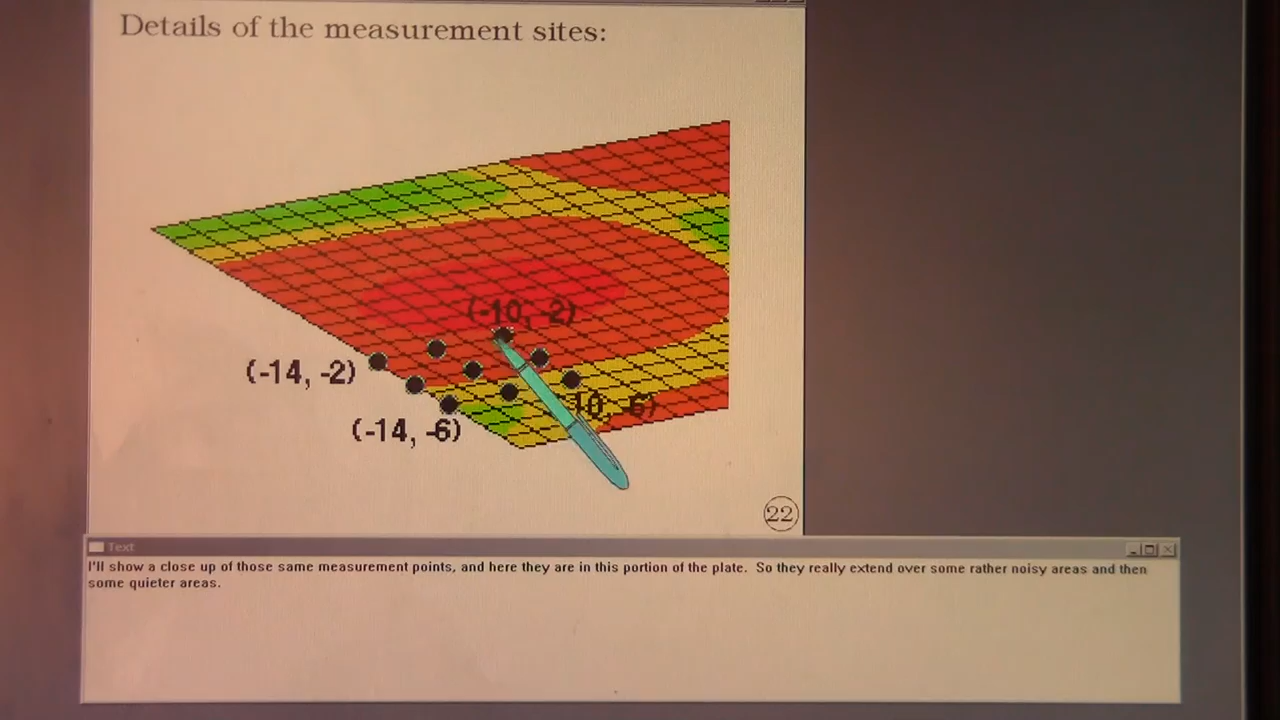 Details of the measurement sites:
(-10, -2)
(-14, -2)
10, -6)
(-14, -6)
22
Text
I'll show a close up of those same measurement points, and here they are in this portion of the plate.  So they really extend over some rather noisy areas and then
some quieter areas.